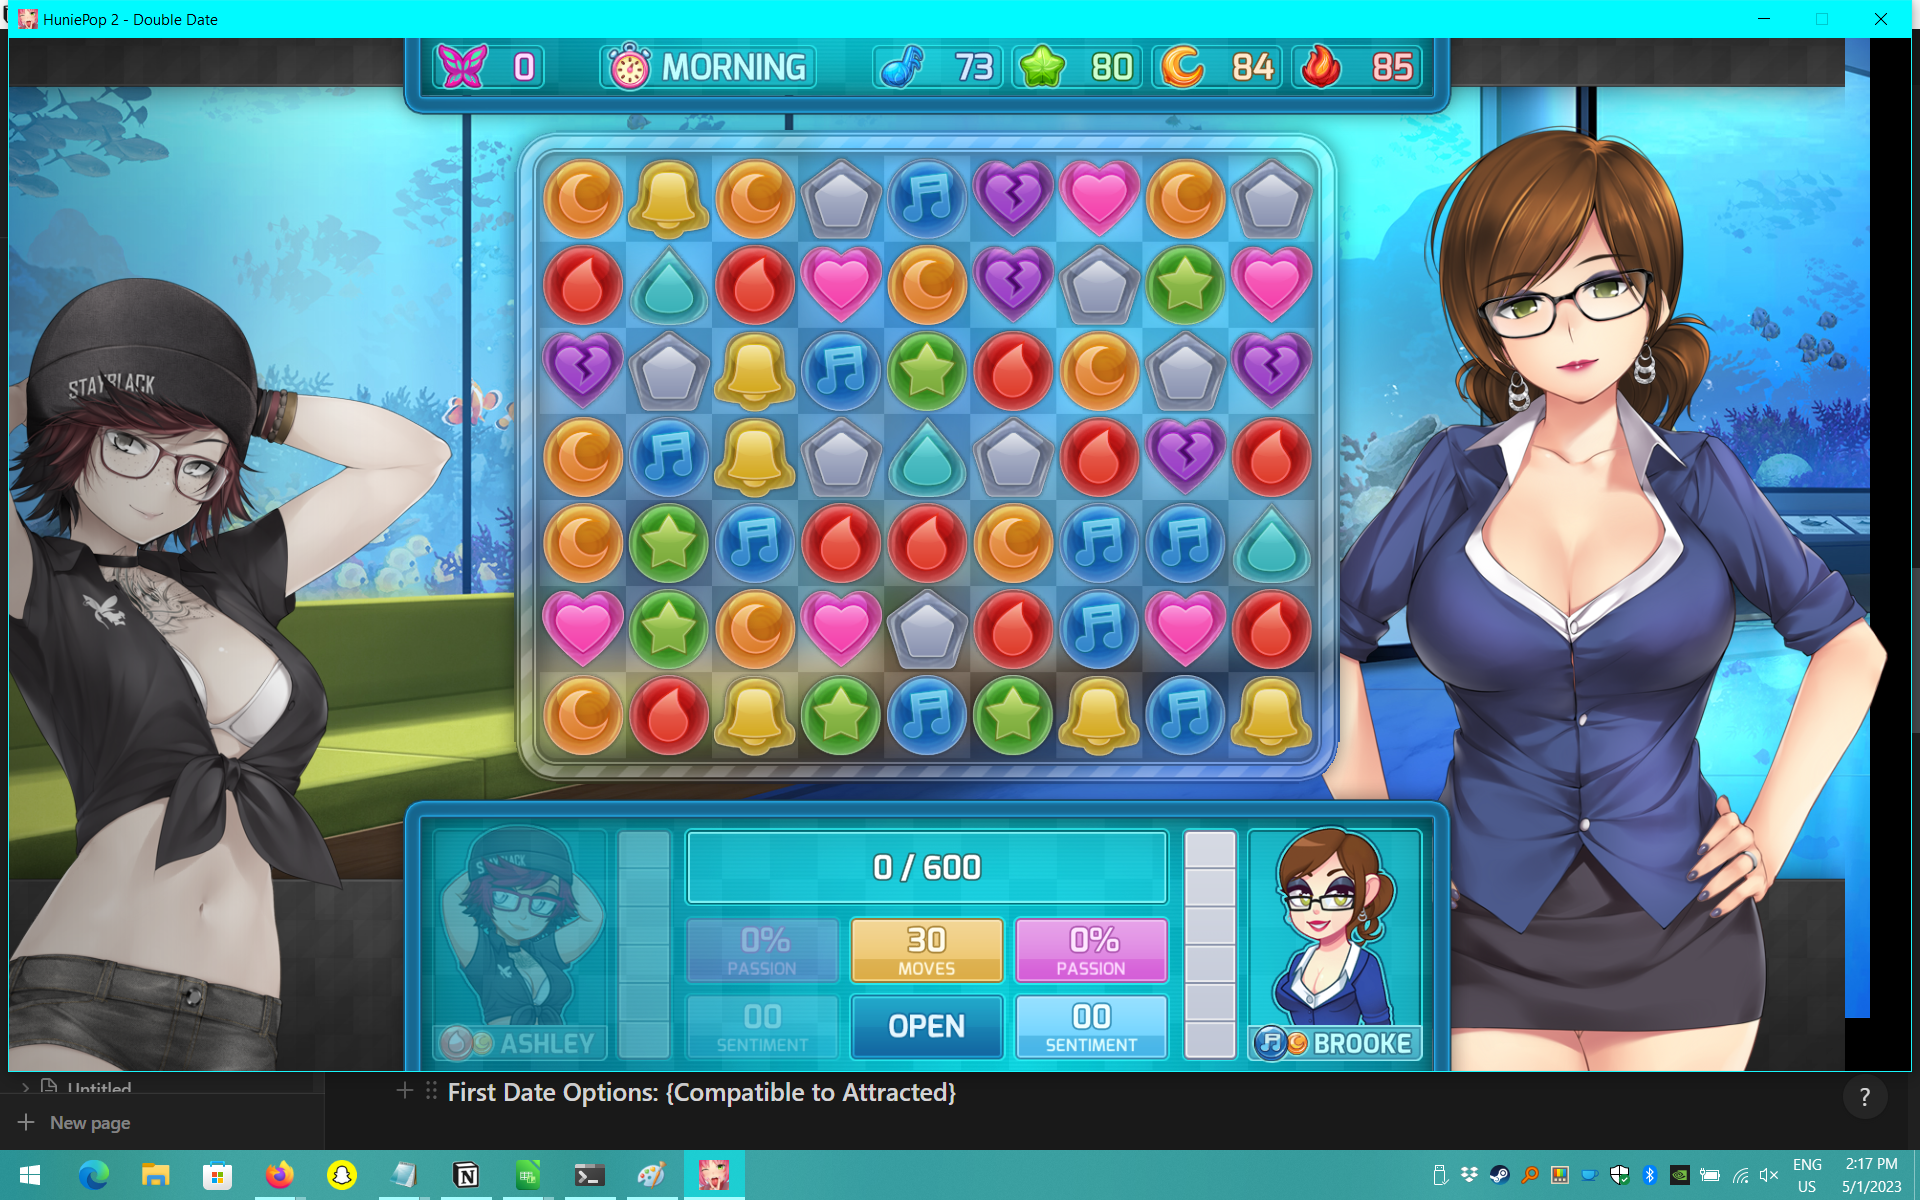 HuniePop 2 - Double Date
0
MORNING
73
80
84
85
STAY BLACK
0 / 600
0%
PASSION
30
MOVES
0%
PASSION
00
SENTIMENT
OPEN
00
SENTIMENT
ASHLEY
BROOKE
Untitled
First Date Options: {Compatible to Attracted}
?
New page
ENG
US
2:17 PM
5/1/2023